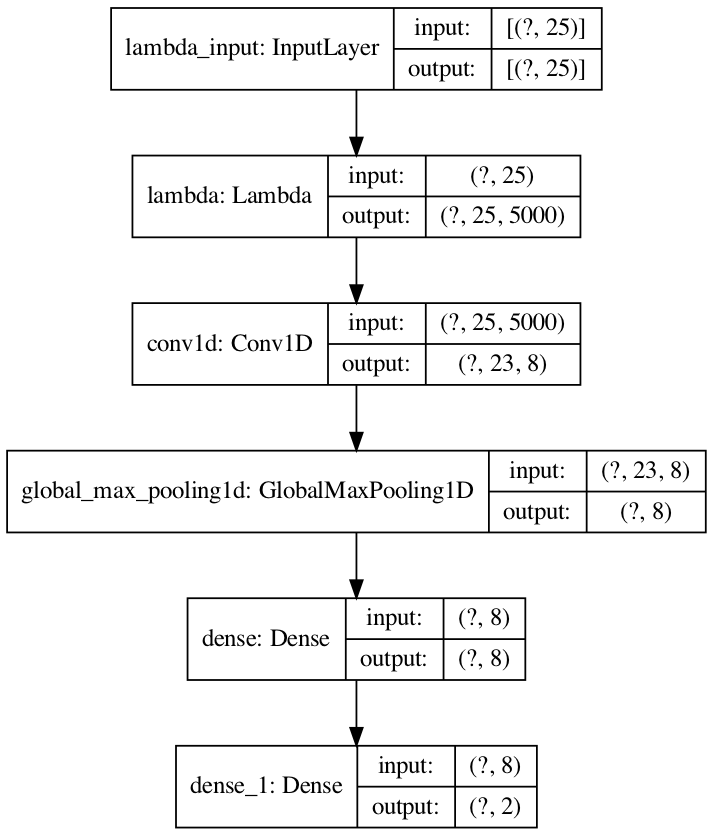 lambda_input: InputLayer
input:
[(?, 25)]
output:
[(?, 25)]
lambda: Lambda
input:
(?, 25)
output:
(?, 25, 5000)
conv1d: Conv1D
input:
(?, 25, 5000)
output:
(?, 23, 8)
global_max_pooling1d: GlobalMaxPooling1D
input:
(?, 23, 8)
output:
(?, 8)
dense: Dense
input:
(?, 8)
output:
(?, 8)
dense_1: Dense
input:
(?, 8)
output:
(?, 2)